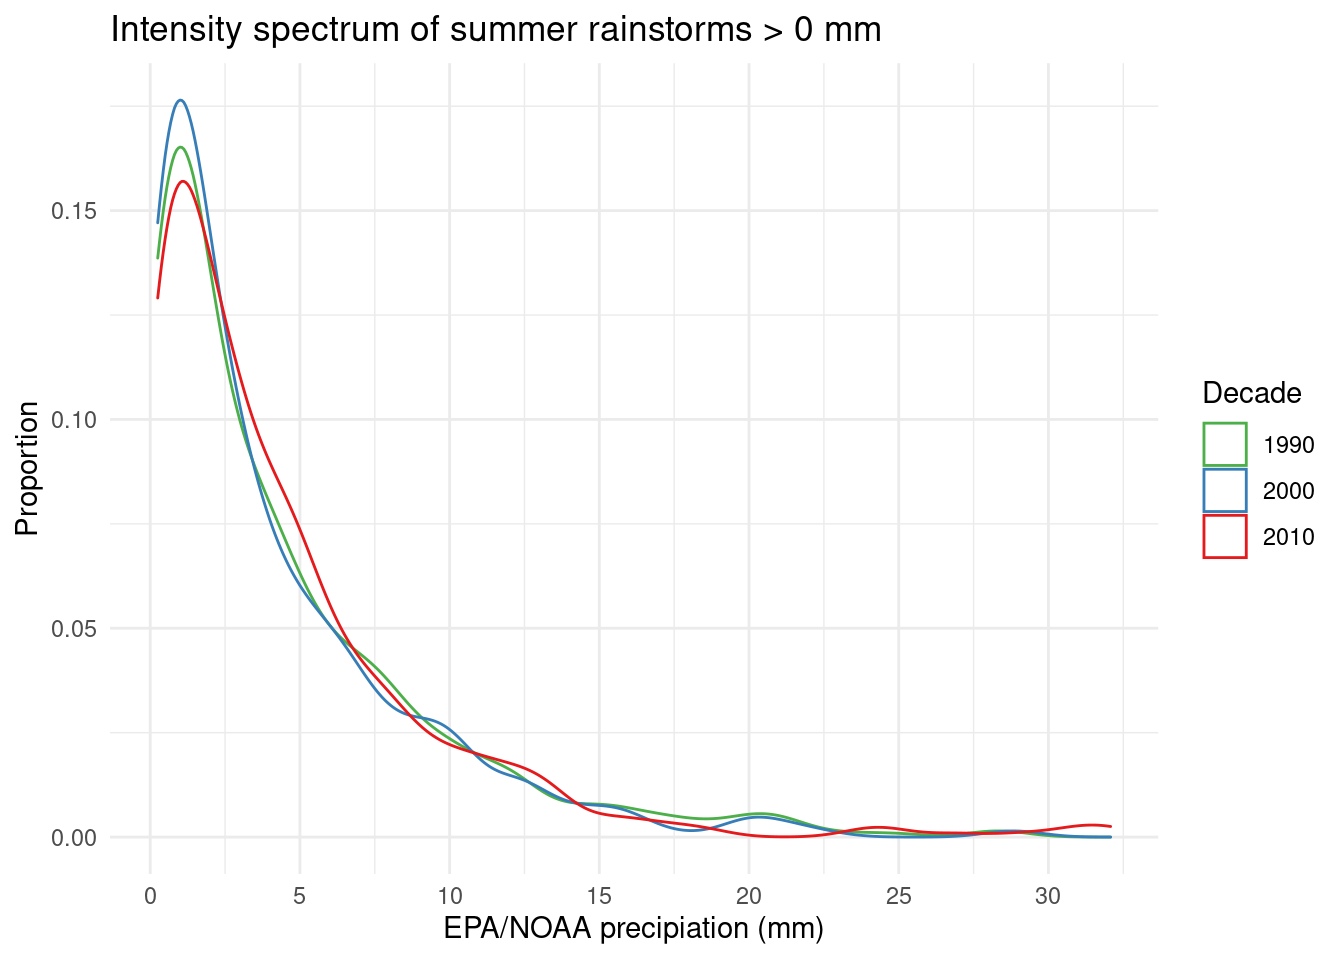 Intensity spectrum of summer rainstorms > 0 mm
Proportion
0.15
0.10
0.05
0.00
0 5 10 15 20 25 30
EPA/NOAA precipiation (mm)
Decade
1990
2000
2010